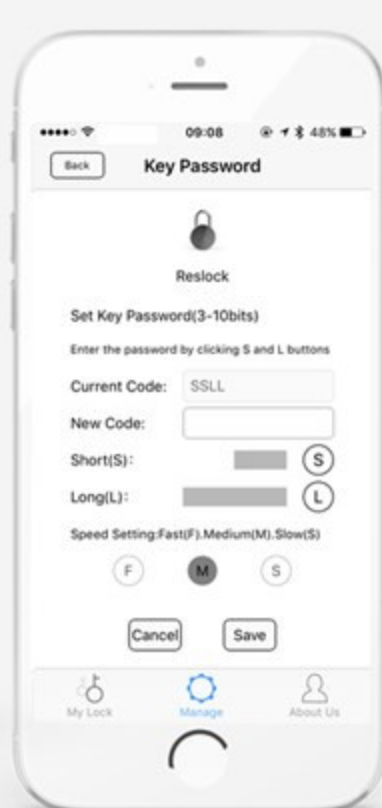 09:08 48%
Back Key Password
Reslock
Set Key Password(3-10bits)
Enter the password by clicking S and L buttons
Current Code: SSLL
New Code:
Short(S): S
Long(L): L
Speed Setting:Fast(F).Medium(M).Slow(S)
F M S
Cancel Save
My Lock Manage About Us